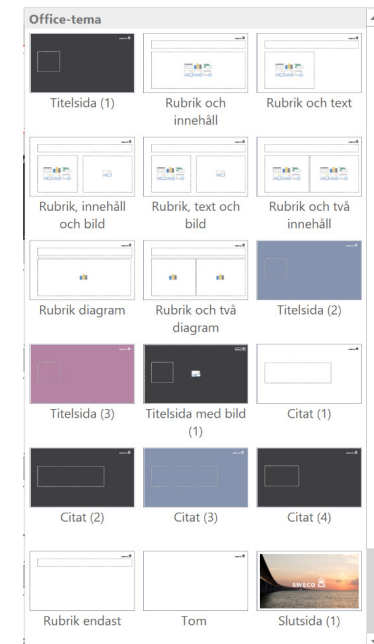 Office-tema
Titelsida (1)
Rubrik och
innehåll
Rubrik och text
Rubrik, innehåll
och bild
Rubrik, text och
bild
Rubrik och två
innehåll
Rubrik diagram
Rubrik och två
diagram
Titelsida (2)
Titelsida (3)
Titelsida med bild
(1)
Citat (1)
Citat (2)
Citat (3)
Citat (4)
Rubrik endast
Tom
SWECO
Slutsida (1)